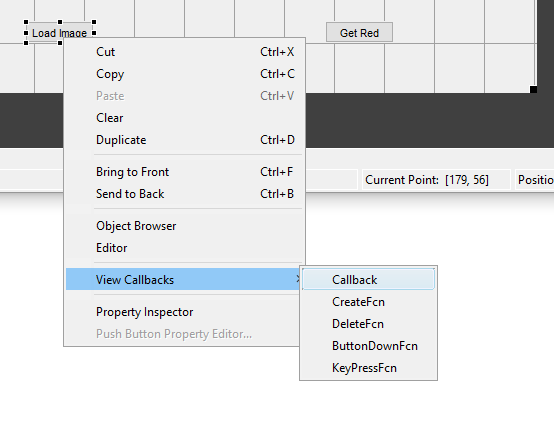 Load Image
Get Red
Cut Ctrl+X
Copy Ctrl+C
Paste Ctrl+V
Clear
Duplicate Ctrl+D
Bring to Front Ctrl+F
Send to Back Ctrl+B
Current Point: [179, 56] Positio
Object Browser
Editor
View Callbacks
Callback
CreateFcn
DeleteFcn
ButtonDownFcn
KeyPressFcn
Property Inspector
Push Button Property Editor...